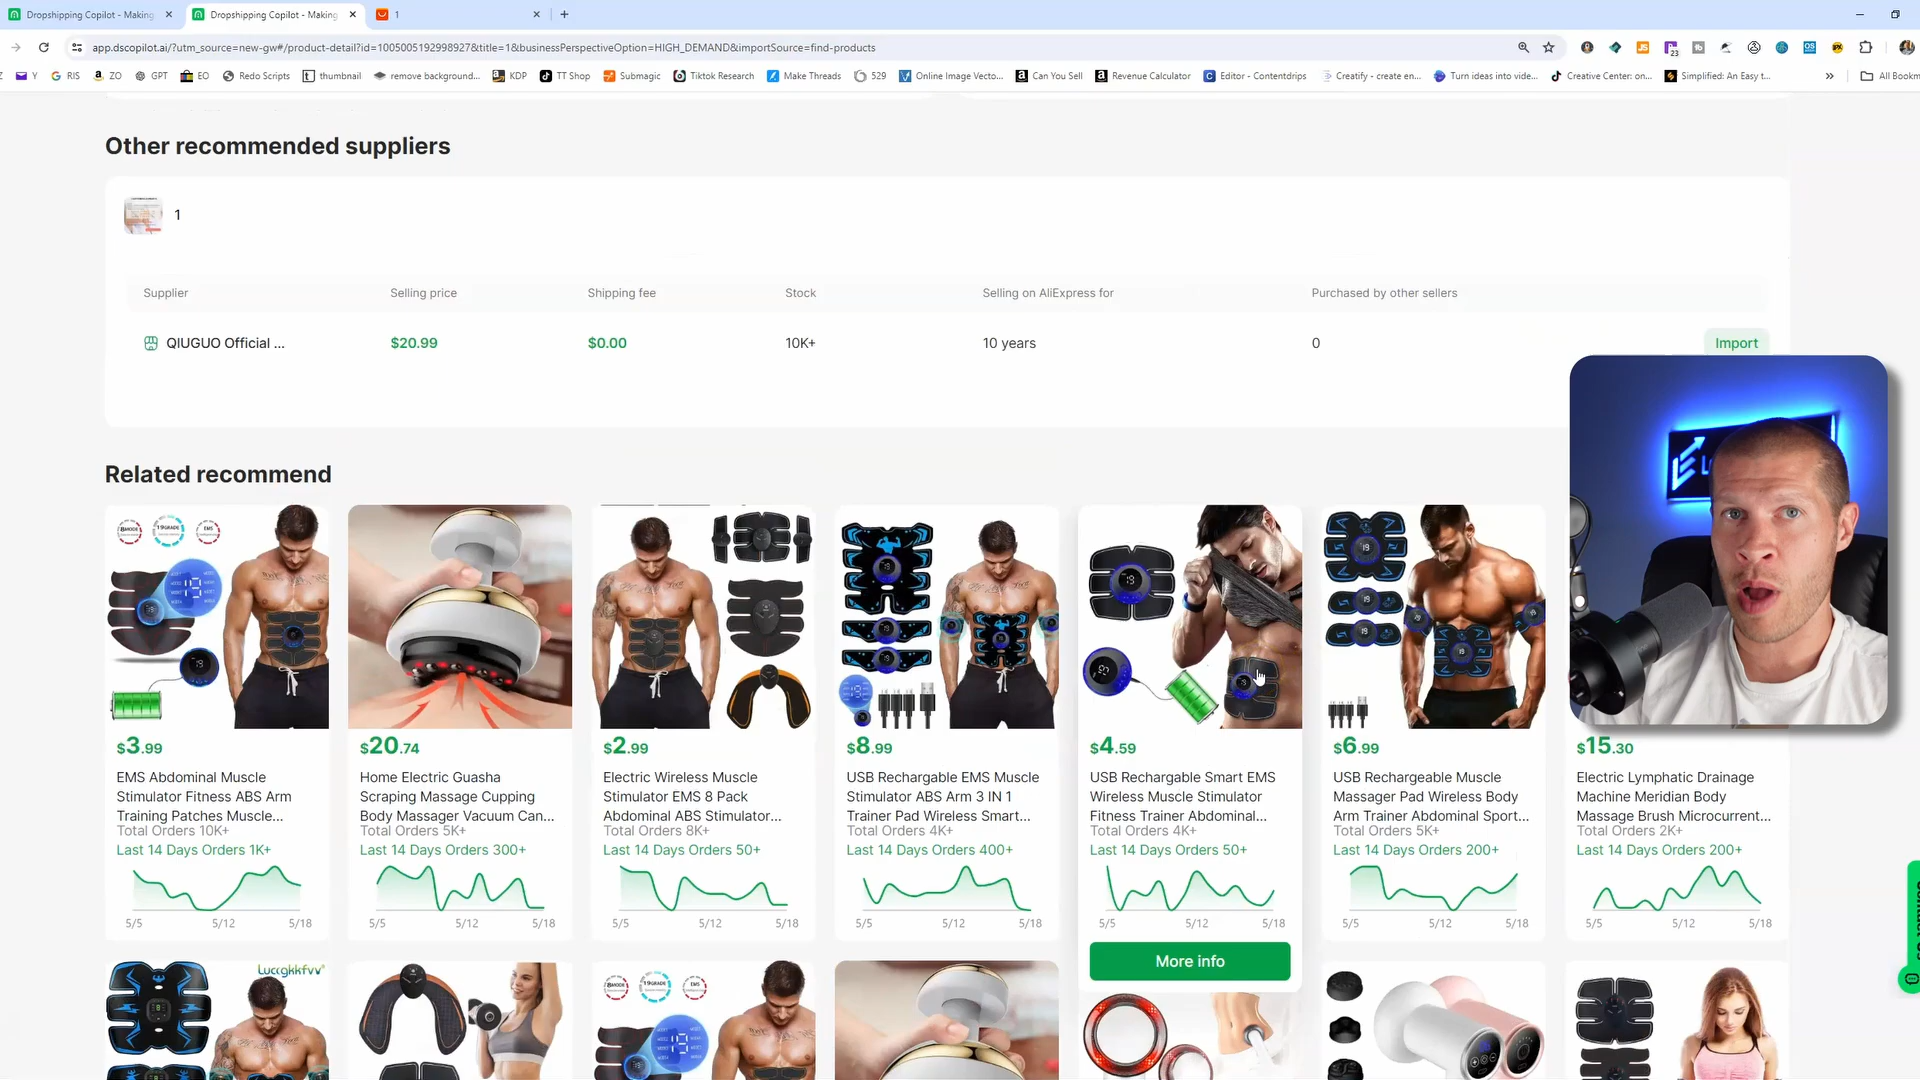 Dropshipping Copilot - Making
Dropshipping Copilot - Making
1
app.dscopilot.ai/?utm_source=new-gw#/product-detail?id=1005005192998927&title=1&businessPerspectiveOption=HIGH_DEMAND&importSource=find-products
Y
RIS
ZO
GPT
EO
Redo Scripts
thumbnail
remove background...
KDP
TT Shop
Submagic
Tiktok Research
Make Threads
529
Online Image Vecto...
Can You Sell
Revenue Calculator
Editor - Contentdrips
Creatify - create en...
Turn ideas into vide...
Creative Center: on...
Simplified: An Easy t...
All Bookm
Other recommended suppliers
1
Supplier Selling price Shipping fee Stock Selling on AliExpress for Purchased by other sellers
QIUGUO Official ... $20.99 $0.00 10K+ 10 years 0 Import
Related recommend
$3.99
EMS Abdominal Muscle
Stimulator Fitness ABS Arm
Training Patches Muscle...
Total Orders 10K+
Last 14 Days Orders 1K+
5/5 5/12 5/18
$20.74
Home Electric Guasha
Scraping Massage Cupping
Body Massager Vacuum Can...
Total Orders 5K+
Last 14 Days Orders 300+
5/5 5/12 5/18
$2.99
Electric Wireless Muscle
Stimulator EMS 8 Pack
Abdominal ABS Stimulator...
Total Orders 8K+
Last 14 Days Orders 50+
5/5 5/12 5/18
$8.99
USB Rechargable EMS Muscle
Stimulator ABS Arm 3 IN 1
Trainer Pad Wireless Smart...
Total Orders 4K+
Last 14 Days Orders 400+
5/5 5/12 5/18
$4.59
USB Rechargable Smart EMS
Wireless Muscle Stimulator
Fitness Trainer Abdominal...
Total Orders 4K+
Last 14 Days Orders 50+
5/5 5/12 5/18
More info
$6.99
USB Rechargeable Muscle
Massager Pad Wireless Body
Arm Trainer Abdominal Sport...
Total Orders 5K+
Last 14 Days Orders 200+
5/5 5/12 5/18
$15.30
Electric Lymphatic Drainage
Machine Meridian Body
Massage Brush Microcurrent...
Total Orders 2K+
Last 14 Days Orders 200+
5/5 5/12 5/18
Luccgkkfvv